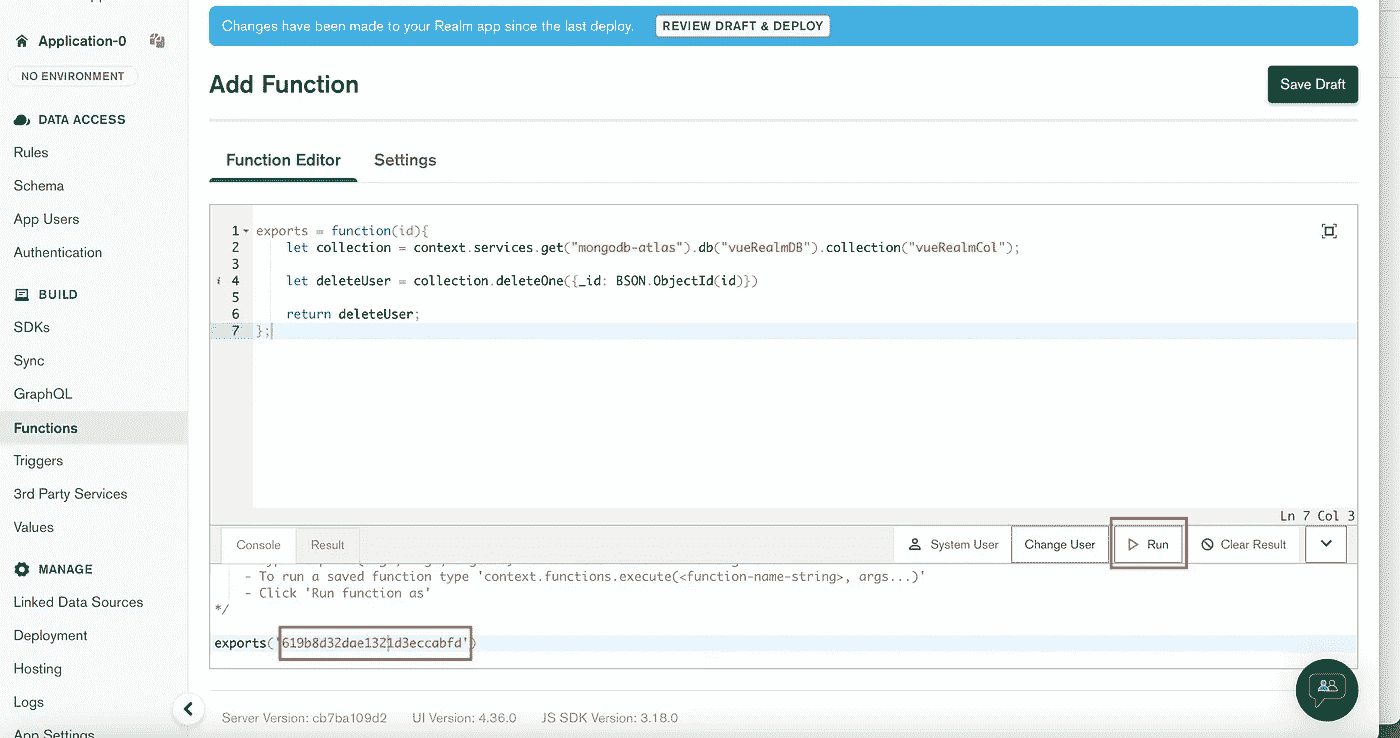 Changes have been made to your Realm app since the last deploy. REVIEW DRAFT & DEPLOY
Application-0
NO ENVIRONMENT
DATA ACCESS
Rules
Schema
App Users
Authentication
BUILD
SDKs
Sync
GraphQL
Functions
Triggers
3rd Party Services
Values
MANAGE
Linked Data Sources
Deployment
Hosting
Logs
App Settings
Add Function
Save Draft
Function Editor Settings
1 exports = function(id){
2 let collection = context.services.get("mongodb-atlas").db("vueRealmDB").collection("vueRealmCol");
3
i 4 let deleteUser = collection.deleteOne({_id: BSON.ObjectId(id)})
5
6 return deleteUser;
7 };
Ln 7 Col 3
Console Result System User Change User Run Clear Result
- To run a saved function type 'context.functions.execute(<function-name-string>, args...)'
- Click 'Run function as'
*/
exports('619b8d32dae1321d3eccabfd')
Server Version: cb7ba109d2 UI Version: 4.36.0 JS SDK Version: 3.18.0